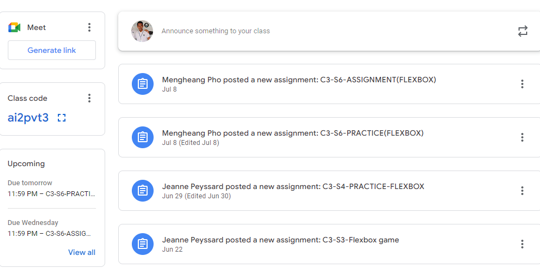 Meet
Generate link
Class code
ai2pvt3
Upcoming
Due tomorrow
11:59 PM – C3-S6-PRACTI...
Due Wednesday
11:59 PM – C3-S6-ASSIG...
View all
Announce something to your class
Mengheang Pho posted a new assignment: C3-S6-ASSIGNMENT(FLEXBOX)
Jul 8
Mengheang Pho posted a new assignment: C3-S6-PRACTICE(FLEXBOX)
Jul 8 (Edited Jul 8)
Jeanne Peyssard posted a new assignment: C3-S4-PRACTICE-FLEXBOX
Jun 29 (Edited Jun 30)
Jeanne Peyssard posted a new assignment: C3-S3-Flexbox game
Jun 22